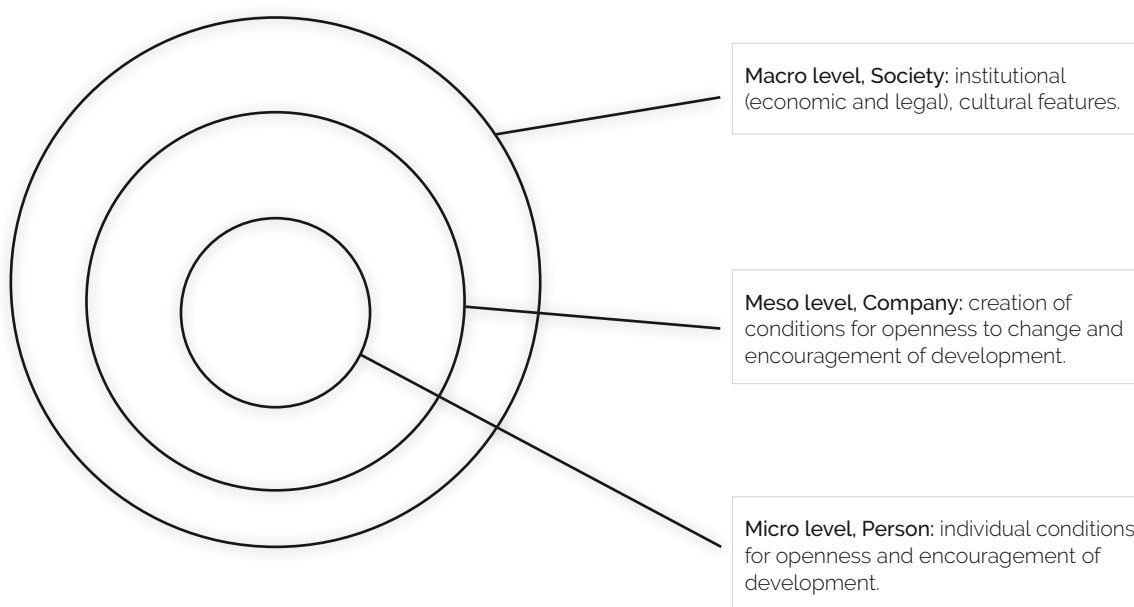 Macro level, Society: institutional
(economic and legal), cultural features.
Meso level, Company: creation of
conditions for openness to change and
encouragement of development.
Micro level, Person: individual conditions
for openness and encouragement of
development.